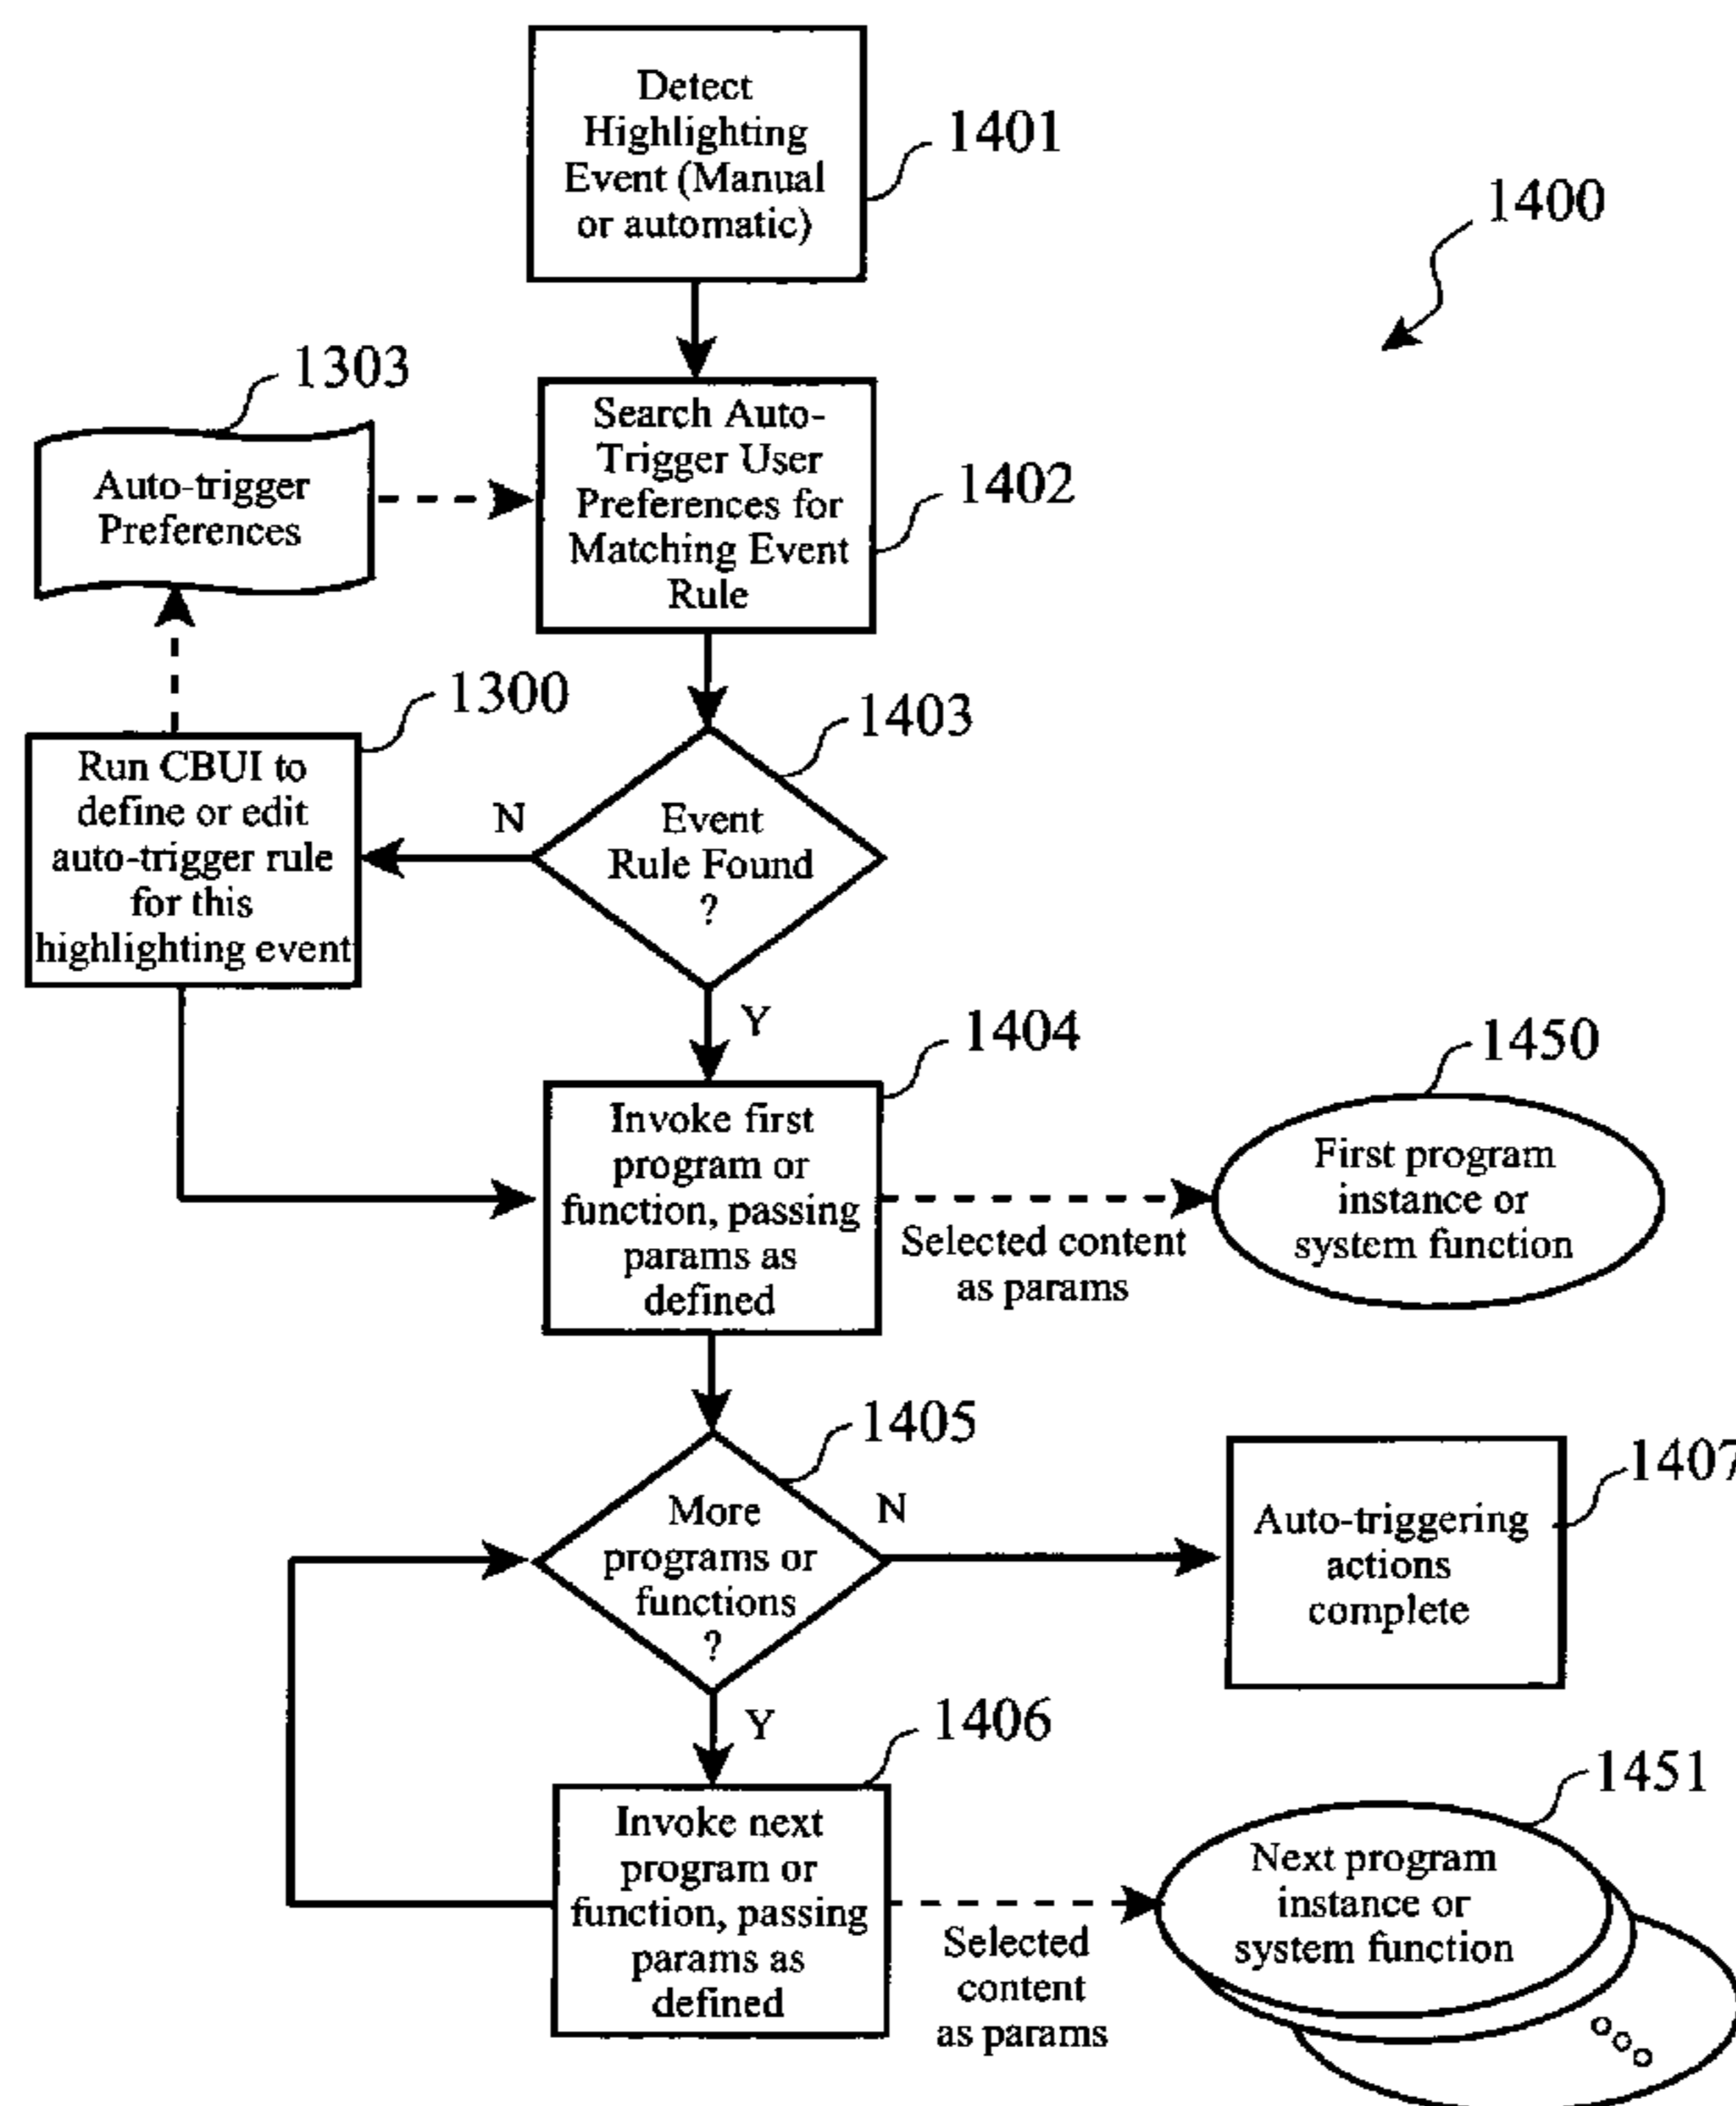 Detect
Highlighting
Event (Manual
or automatic)
1401
1400
1303
Auto-trigger
Preferences
Search Auto-
Trigger User
Preferences for
Matching Event
Rule
1402
1300
Run CBUI to
define or edit
auto-trigger rule
for this
highlighting event
N
1403
Event
Rule Found
?
Y
1404
Invoke first
program or
function, passing
params as
defined
Selected content
as params
1450
First program
instance or
system function
1405
More
programs or
functions
?
N
1407
Auto-triggering
actions
complete
Y
1406
Invoke next
program or
function, passing
params as
defined
Selected
content
as params
1451
Next program
instance or
system function